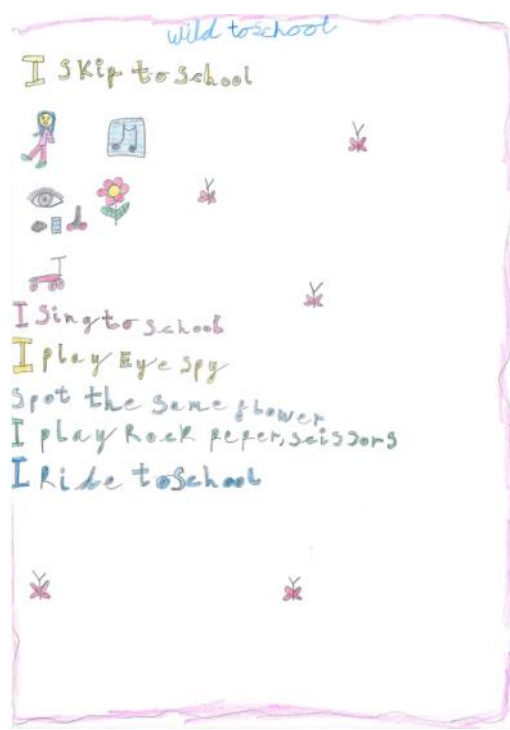 wild to school
I Skip to School
I Sing to School
I play Eye Spy
Spot the Same flower
I play Rock peper, scissors
I Ride to School